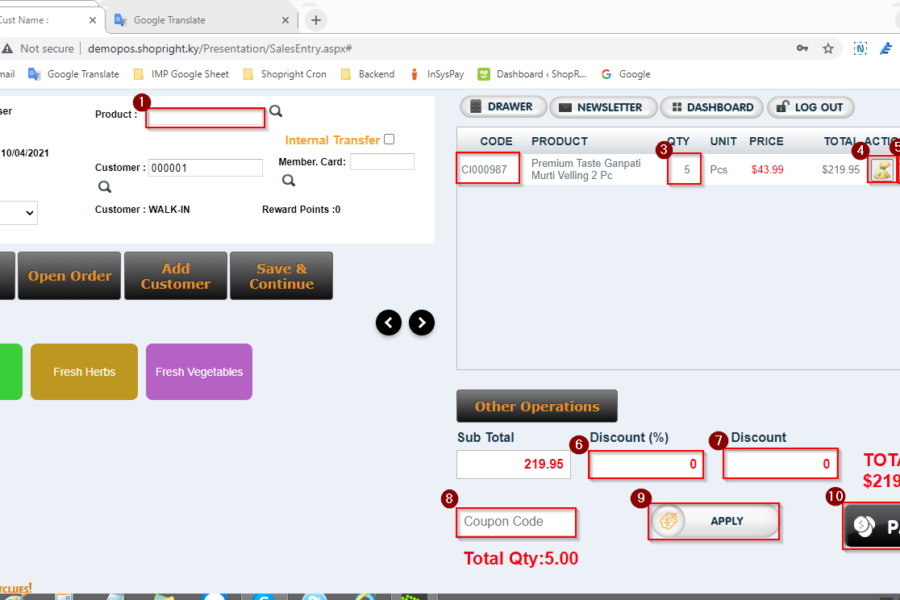 Cust Name :
Google Translate
Not secure
demopos.shopright.ky/Presentation/SalesEntry.aspx#
mail
Google Translate
IMP Google Sheet
Shopright Cron
Backend
InSysPay
Dashboard ‹ ShopR...
Google
ser
1
Product :
DRAWER
NEWSLETTER
DASHBOARD
LOG OUT
Internal Transfer
10/04/2021
Customer :
000001
Member. Card:
Customer : WALK-IN
Reward Points :0
CODE
PRODUCT
QTY
UNIT
PRICE
TOTAL
ACTIO
3
4
5
CI000987
Premium Taste Ganpati
Murti Velling 2 Pc
5
Pcs
$43.99
$219.95
Open Order
Add
Customer
Save &
Continue
Fresh Herbs
Fresh Vegetables
Other Operations
Sub Total
6
Discount (%)
7
Discount
219.95
0
0
TOTA
$219
8
Coupon Code
9
APPLY
10
P
Total Qty:5.00